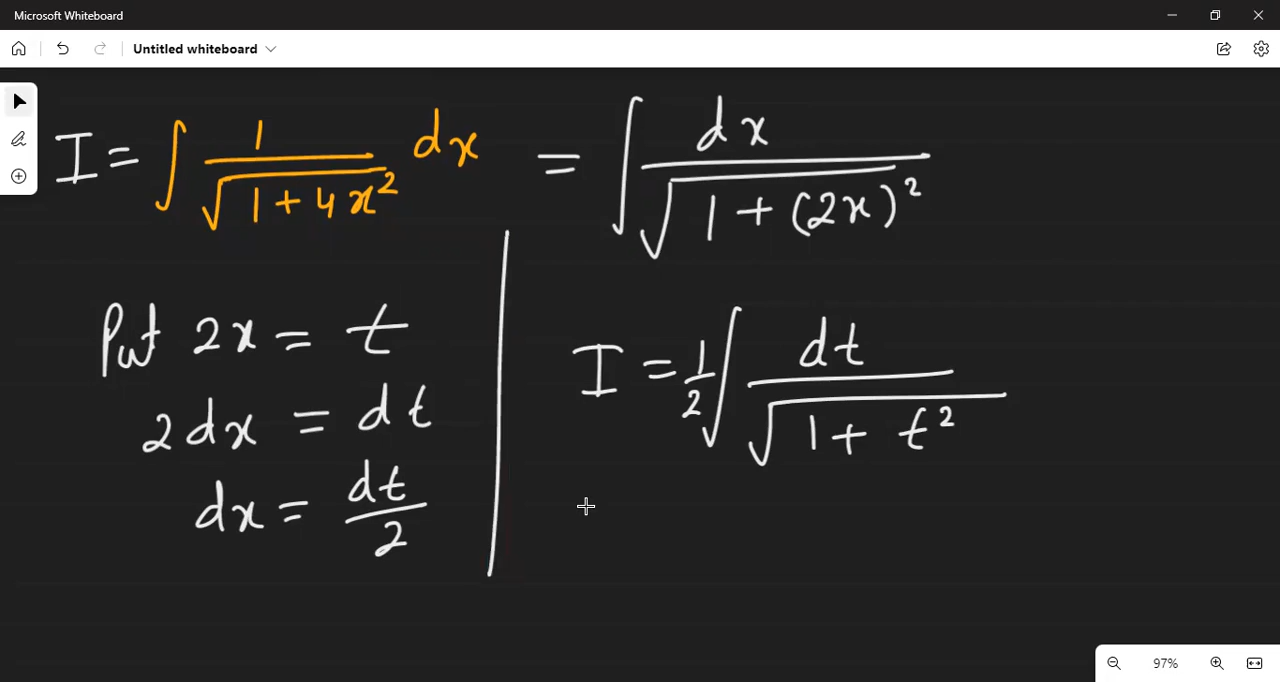 Microsoft Whiteboard
Untitled whiteboard
I = ∫ 1/√(1 + 4x²) dx = ∫ dx/√(1 + (2x)²)
Put 2x = t
2dx = dt
dx = dt/2
I = 1/2 ∫ dt/√(1 + t²)
97%